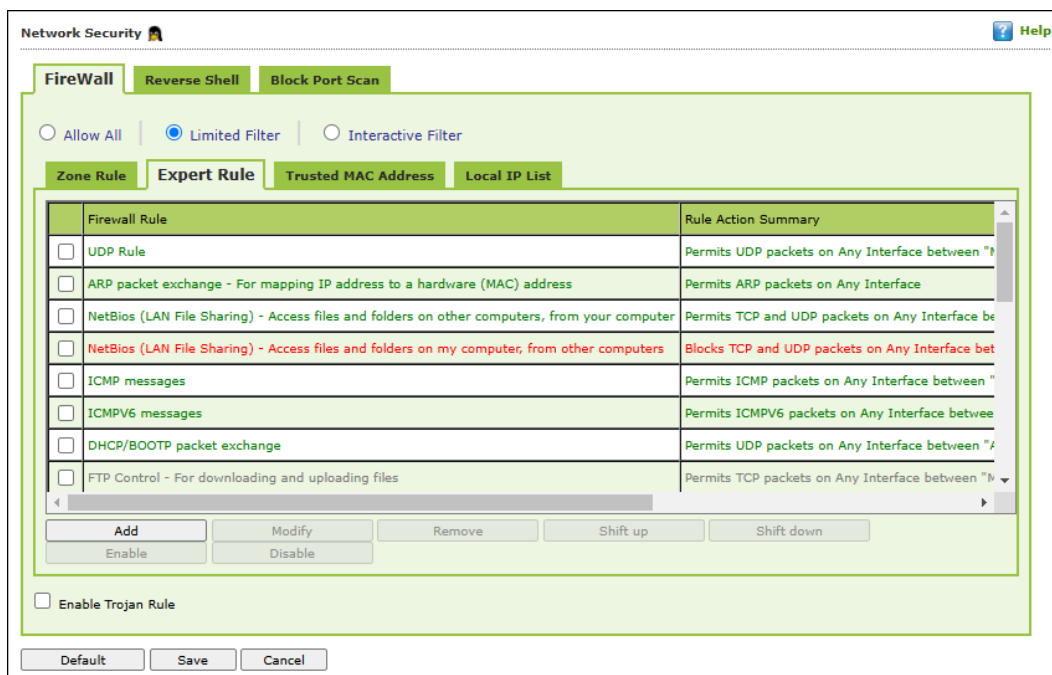 Network Security
Help
FireWall Reverse Shell Block Port Scan
Allow All Limited Filter Interactive Filter
Zone Rule Expert Rule Trusted MAC Address Local IP List
Firewall Rule Rule Action Summary
UDP Rule Permits UDP packets on Any Interface between
ARP packet exchange - For mapping IP address to a hardware (MAC) address Permits ARP packets on Any Interface
NetBios (LAN File Sharing) - Access files and folders on other computers, from your computer Permits TCP and UDP packets on Any Interface be
NetBios (LAN File Sharing) - Access files and folders on my computer, from other computers Blocks TCP and UDP packets on Any Interface bet
ICMP messages Permits ICMP packets on Any Interface between "
ICMPV6 messages Permits ICMPV6 packets on Any Interface betwee
DHCP/BOOTP packet exchange Permits UDP packets on Any Interface between "A
FTP Control - For downloading and uploading files Permits TCP packets on Any Interface between "M
Add Modify Remove Shift up Shift down
Enable Disable
Enable Trojan Rule
Default Save Cancel